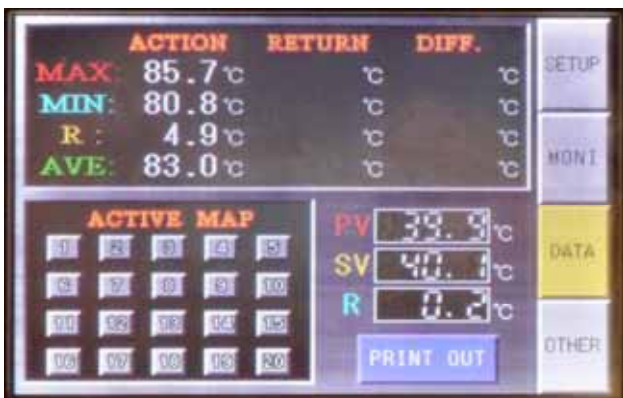 ACTION RETURN DIFF.
MAX: 85.7℃ ℃ ℃
MIN: 80.8℃ ℃ ℃
R : 4.9℃ ℃ ℃
AVE: 83.0℃ ℃ ℃
ACTIVE MAP
1 2 3 4 5
6 7 8 9 10
11 12 13 14 15
16 17 18 19 20
PV 39.9℃
SV 40.1℃
R 0.2℃
PRINT OUT
SETUP
MONI
DATA
OTHER